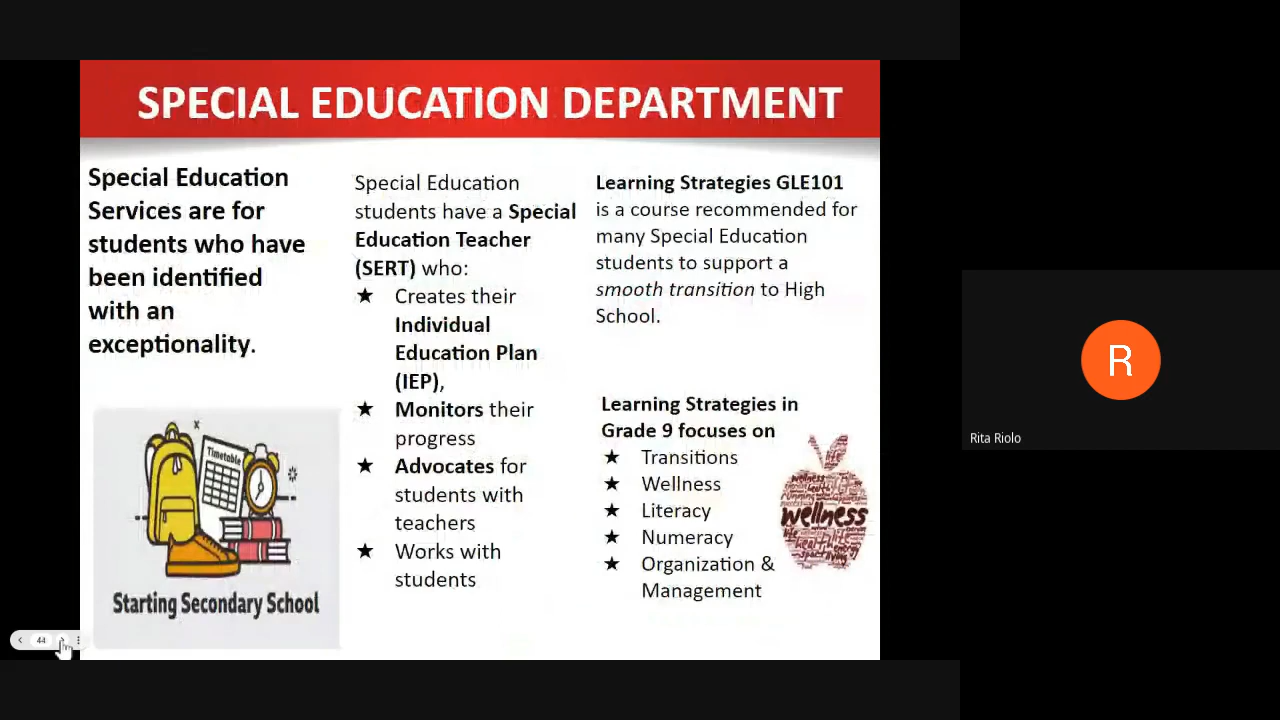 SPECIAL EDUCATION DEPARTMENT
Special Education
Services are for
students who have
been identified
with an
exceptionality.
Timetable
Starting Secondary School
Special Education
students have a Special
Education Teacher
(SERT) who:
★ Creates their
Individual
Education Plan
(IEP),
★ Monitors their
progress
★ Advocates for
students with
teachers
★ Works with
students
Learning Strategies GLE101
is a course recommended for
many Special Education
students to support a
smooth transition to High
School.
Learning Strategies in
Grade 9 focuses on
★ Transitions
★ Wellness
★ Literacy
★ Numeracy
★ Organization &
Management
wellness
44
R
Rita Riolo